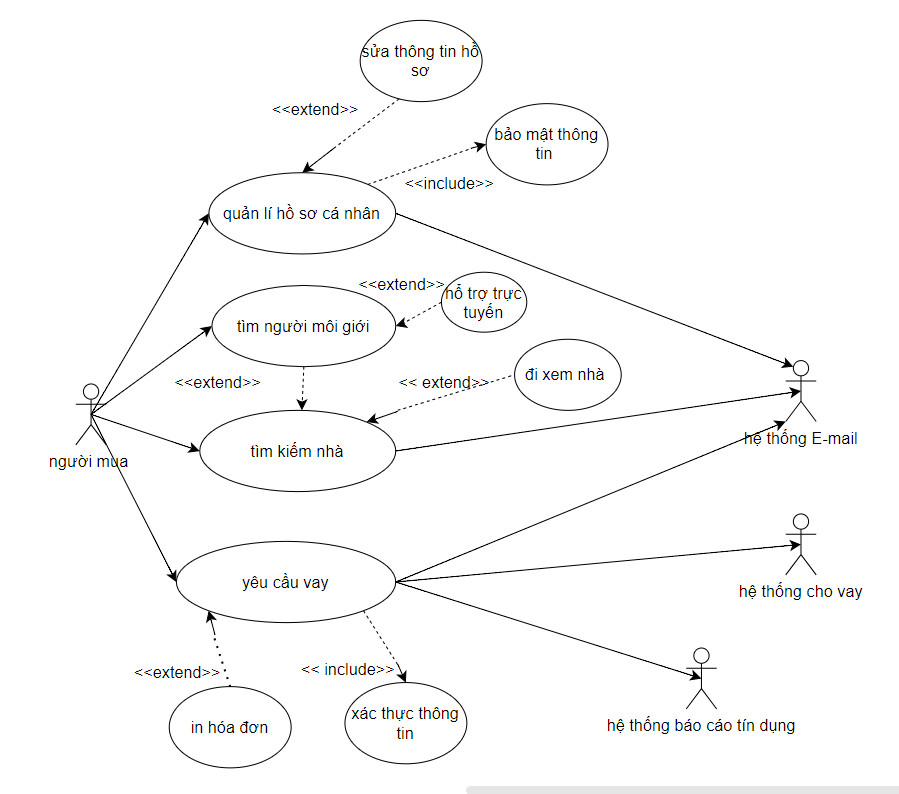 sửa thông tin hồ
sơ
<<extend>>
bảo mật thông
tin
<<include>>
quản lí hồ sơ cá nhân
<<extend>>
hỗ trợ trực
tuyến
tìm người môi giới
<<extend>>
<< extend>>
đi xem nhà
tìm kiếm nhà
người mua
hệ thống E-mail
yêu cầu vay
hệ thống cho vay
<<extend>>
<< include>>
in hóa đơn
xác thực thông
tin
hệ thống báo cáo tín dụng